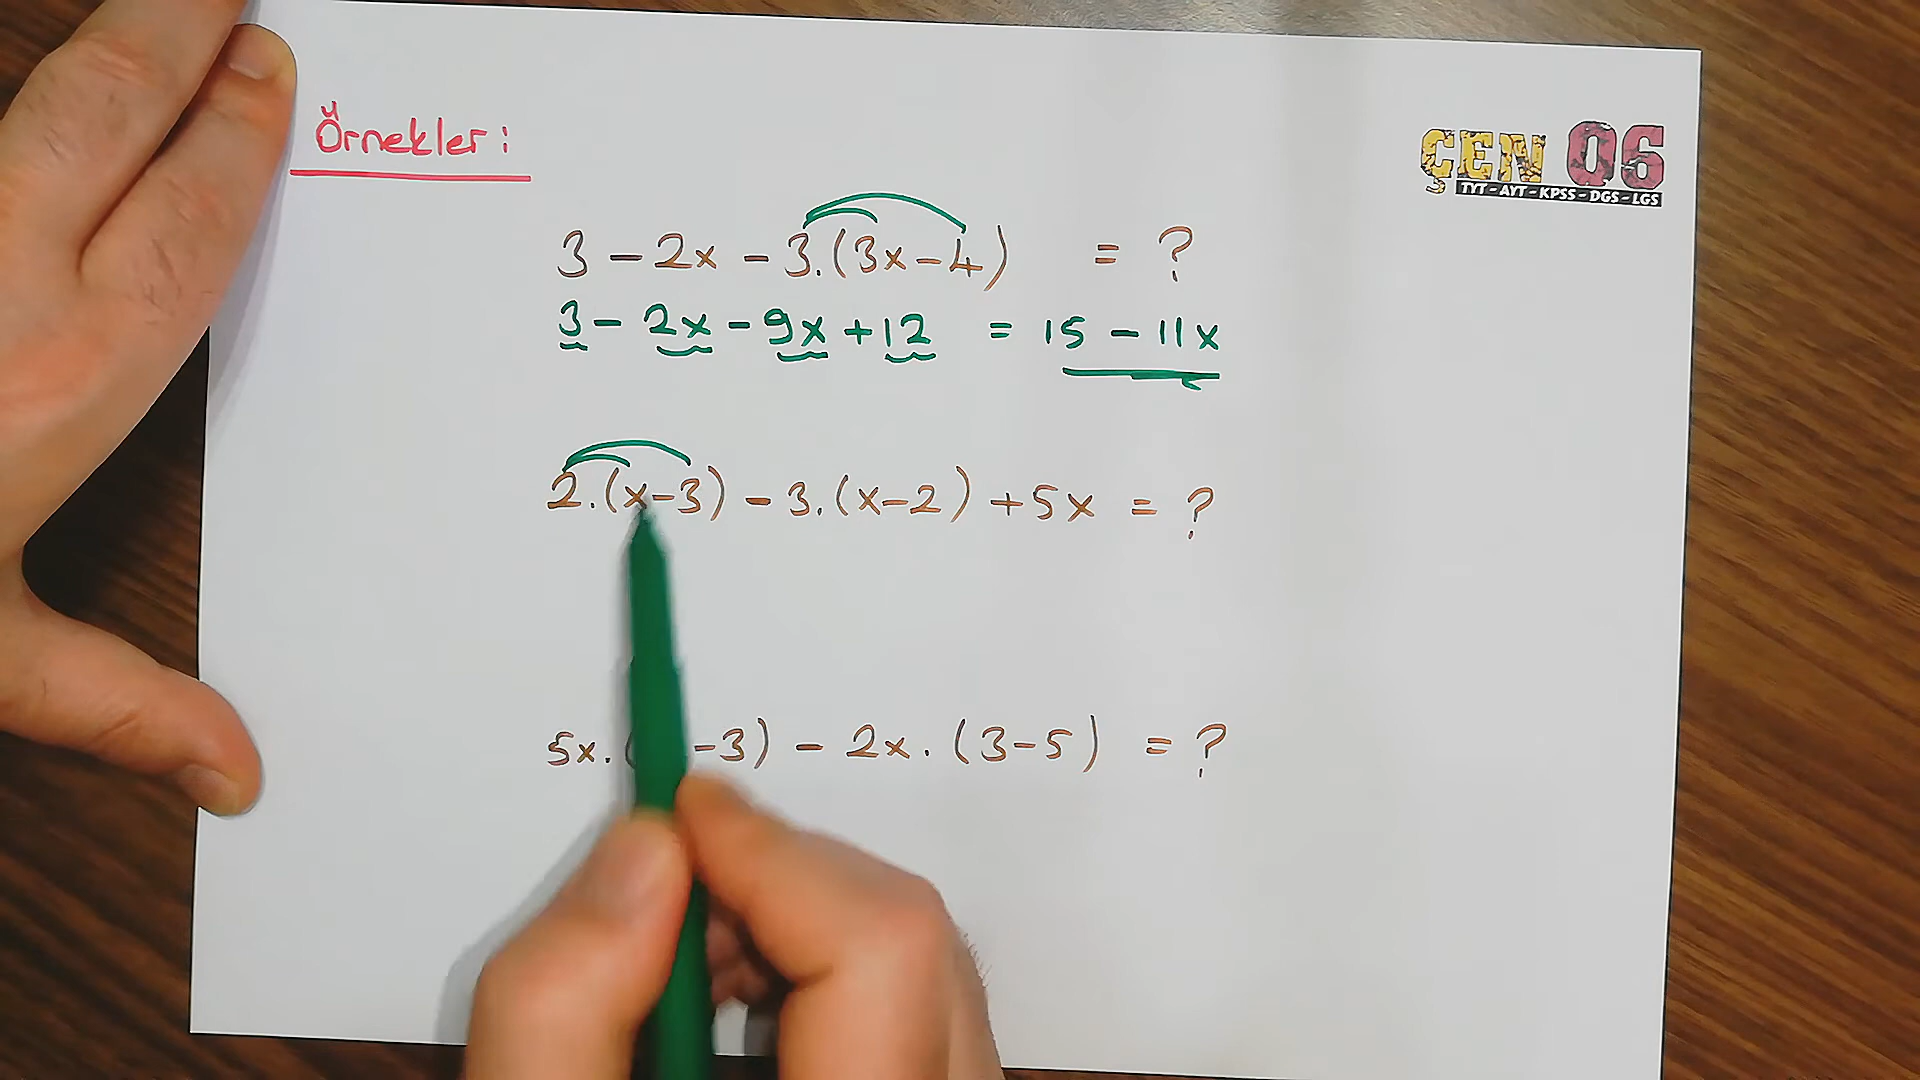 Örnekler:
ÇEN 06
TYT - AYT - KPSS - DGS - LGS
3 - 2x - 3.(3x-4) = ?
3 - 2x - 9x + 12 = 15 - 11x
2.(x-3) - 3.(x-2) + 5x = ?
5x.( -3) - 2x.(3-5) = ?